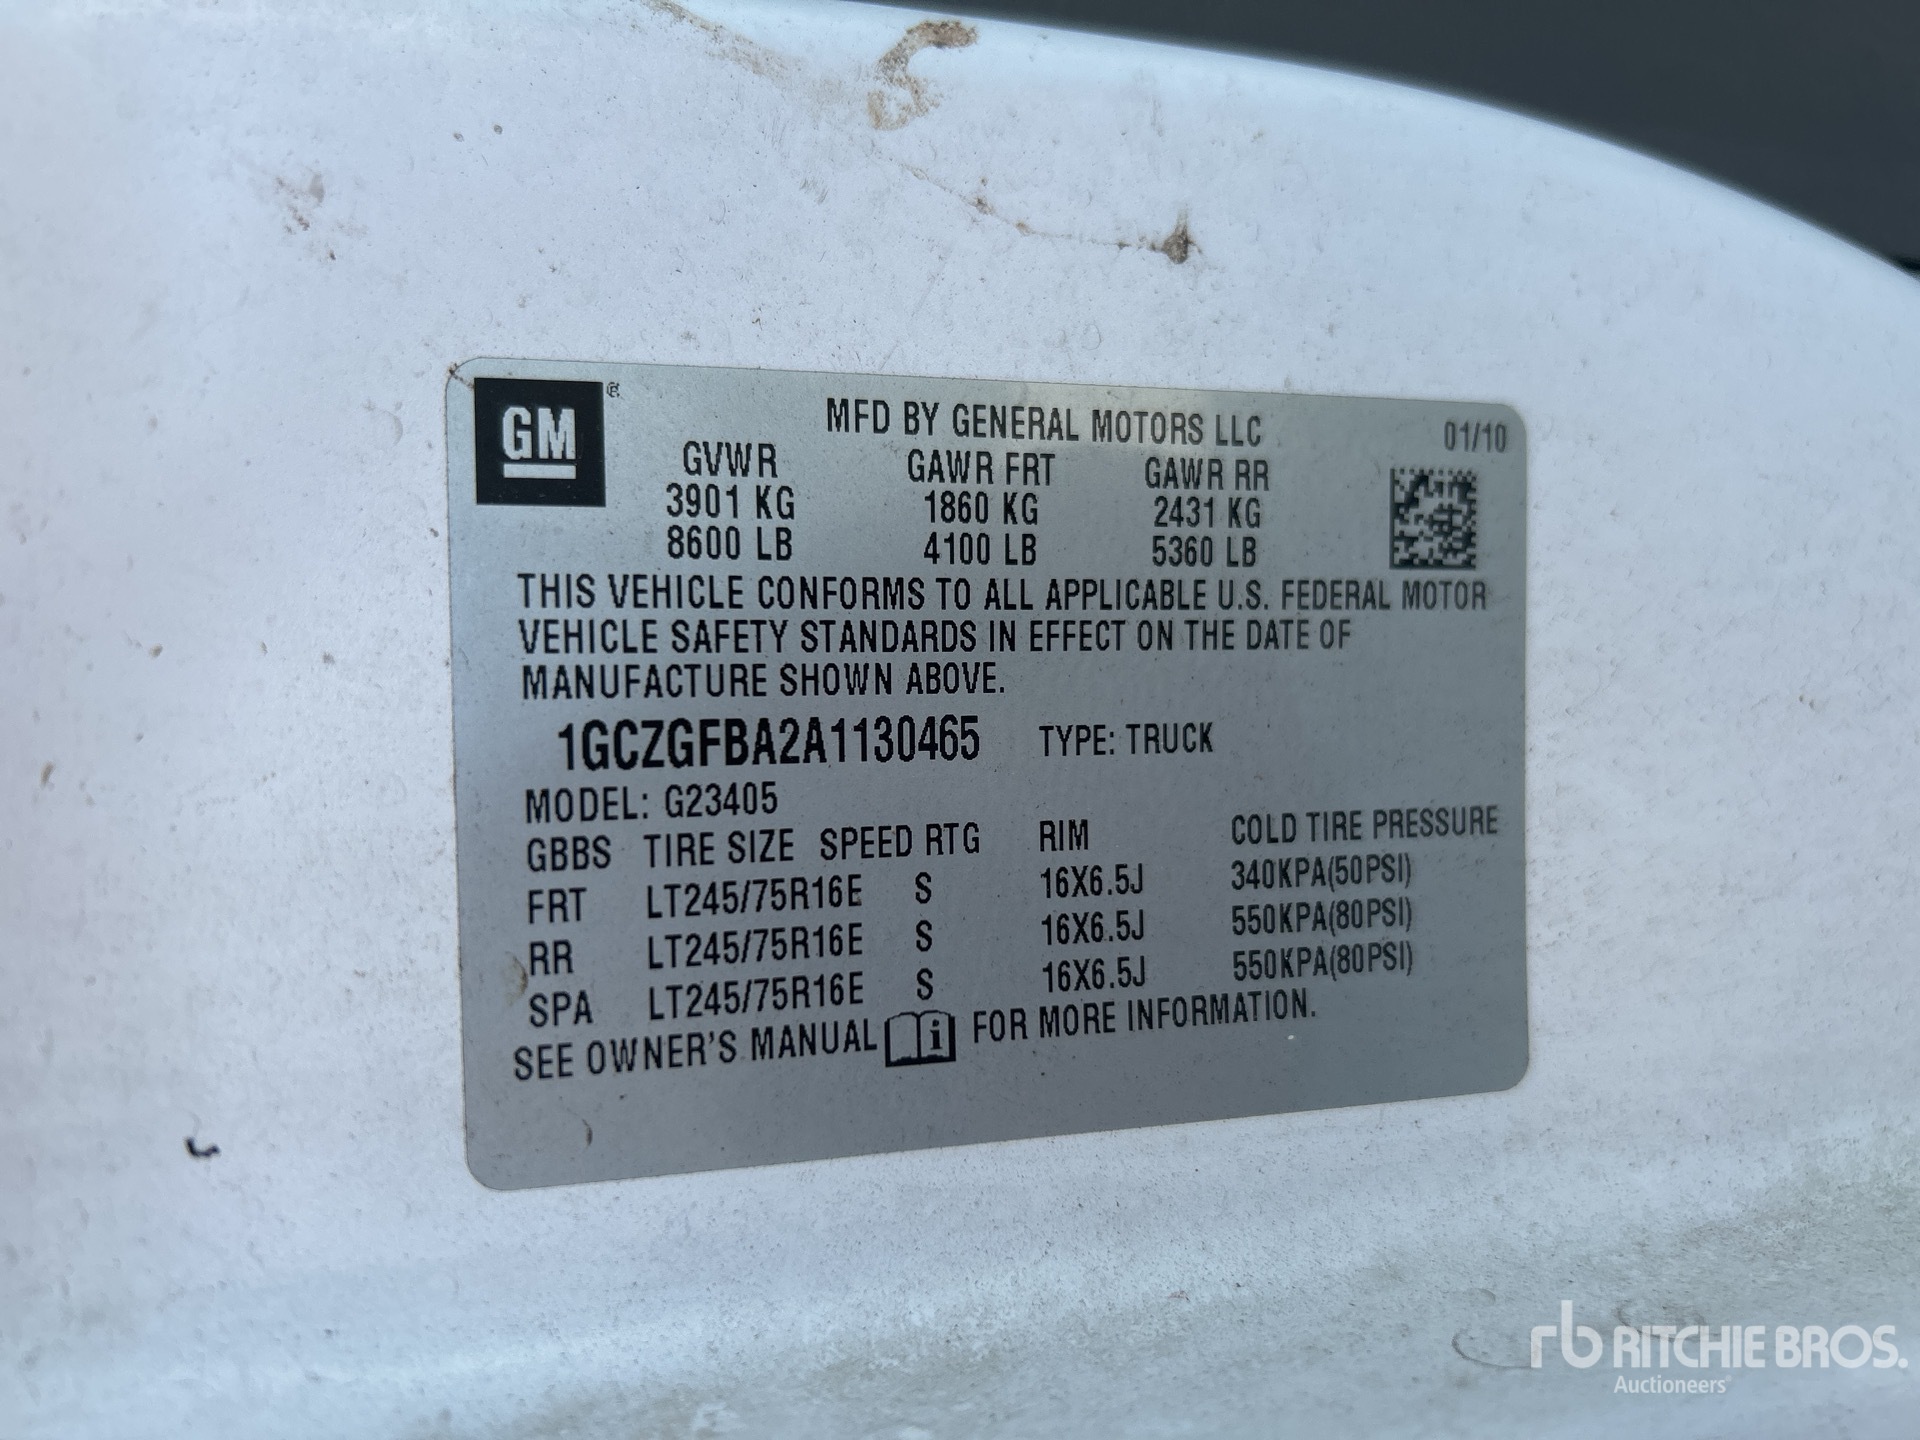 GM ®
MFD BY GENERAL MOTORS LLC 01/10
GVWR GAWR FRT GAWR RR
3901 KG 1860 KG 2431 KG
8600 LB 4100 LB 5360 LB
THIS VEHICLE CONFORMS TO ALL APPLICABLE U.S. FEDERAL MOTOR
VEHICLE SAFETY STANDARDS IN EFFECT ON THE DATE OF
MANUFACTURE SHOWN ABOVE.
1GCZGFBA2A1130465 TYPE: TRUCK
MODEL: G23405
GBBS TIRE SIZE SPEED RTG RIM COLD TIRE PRESSURE
FRT LT245/75R16E S 16X6.5J 340KPA(50PSI)
RR LT245/75R16E S 16X6.5J 550KPA(80PSI)
SPA LT245/75R16E S 16X6.5J 550KPA(80PSI)
SEE OWNER'S MANUAL i FOR MORE INFORMATION.
rb RITCHIE BROS.
Auctioneers